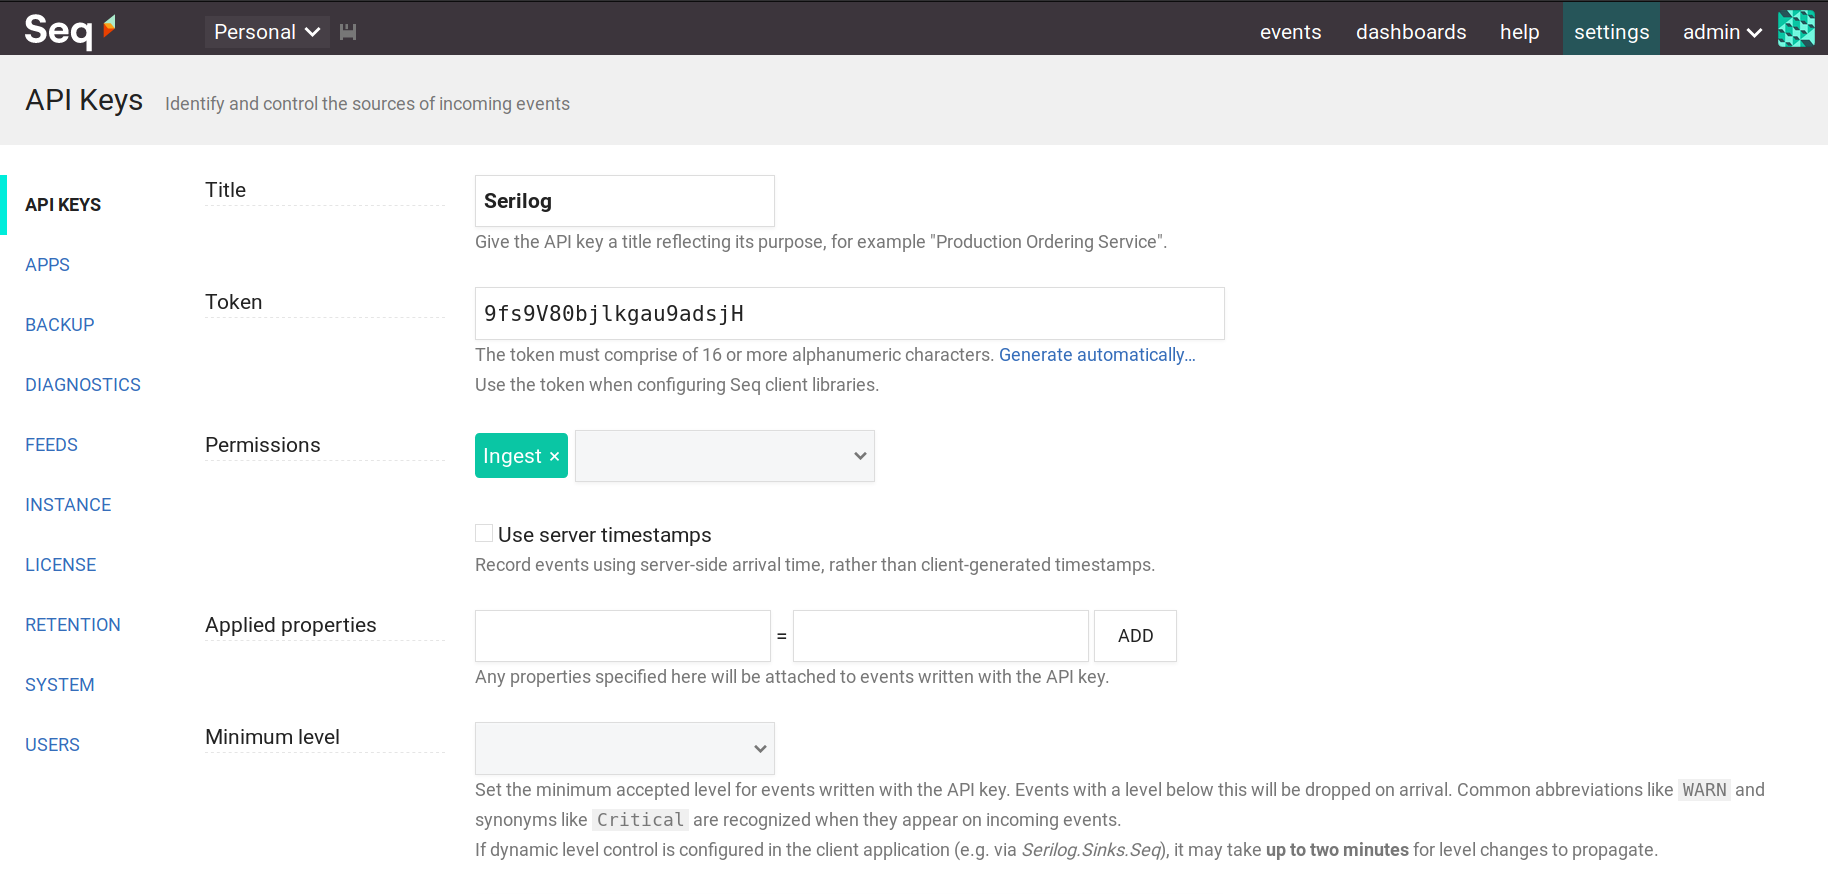 Seq Personal events dashboards help settings admin
API Keys Identify and control the sources of incoming events
API KEYS
APPS
BACKUP
DIAGNOSTICS
FEEDS
INSTANCE
LICENSE
RETENTION
SYSTEM
USERS
Title
Serilog
Give the API key a title reflecting its purpose, for example "Production Ordering Service".
Token
9fs9V80bjlkgau9adsjH
The token must comprise of 16 or more alphanumeric characters. Generate automatically...
Use the token when configuring Seq client libraries.
Permissions
Ingest ×
Use server timestamps
Record events using server-side arrival time, rather than client-generated timestamps.
Applied properties
= ADD
Any properties specified here will be attached to events written with the API key.
Minimum level
Set the minimum accepted level for events written with the API key. Events with a level below this will be dropped on arrival. Common abbreviations like WARN and
synonyms like Critical are recognized when they appear on incoming events.
If dynamic level control is configured in the client application (e.g. via Serilog.Sinks.Seq), it may take up to two minutes for level changes to propagate.